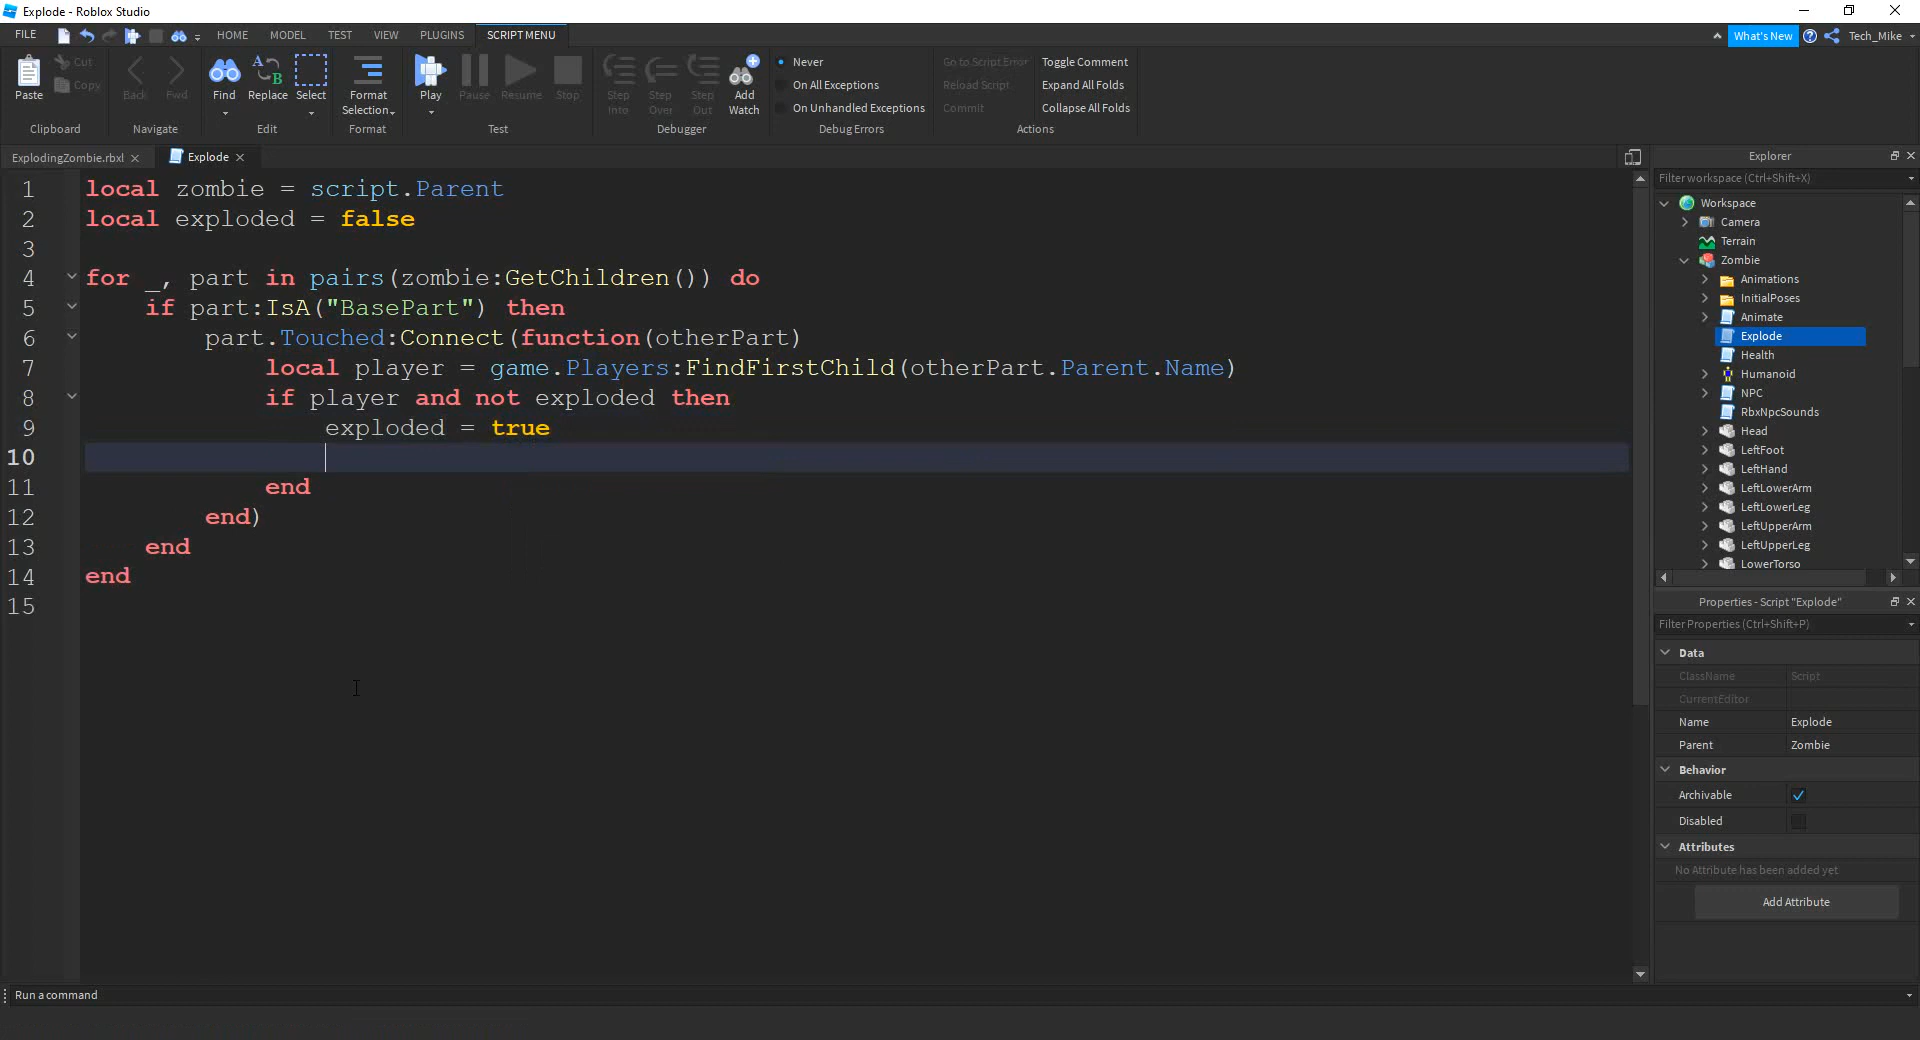 Explode - Roblox Studio
FILE HOME MODEL TEST VIEW PLUGINS SCRIPT MENU What's New Tech_Mike
Paste Cut Copy
Clipboard
Back Fwd
Navigate
Find Replace Select
Edit
Format Selection
Format
Play Pause Resume Stop
Test
Step Into Step Over Step Out Add Watch
Debugger
Never
On All Exceptions
On Unhandled Exceptions
Debug Errors
Go to Script Error
Reload Script
Commit
Toggle Comment
Expand All Folds
Collapse All Folds
Actions
ExplodingZombie.rbxl
Explode
1 local zombie = script.Parent
2 local exploded = false
3
4 for _, part in pairs(zombie:GetChildren()) do
5 if part:IsA("BasePart") then
6 part.Touched:Connect(function(otherPart)
7 local player = game.Players:FindFirstChild(otherPart.Parent.Name)
8 if player and not exploded then
9 exploded = true
10
11 end
12 end)
13 end
14 end
15
Explorer
Filter workspace (Ctrl+Shift+X)
Workspace
Camera
Terrain
Zombie
Animations
InitialPoses
Animate
Explode
Health
Humanoid
NPC
RbxNpcSounds
Head
LeftFoot
LeftHand
LeftLowerArm
LeftLowerLeg
LeftUpperArm
LeftUpperLeg
LowerTorso
Properties - Script "Explode"
Filter Properties (Ctrl+Shift+P)
Data
ClassName Script
CurrentEditor
Name Explode
Parent Zombie
Behavior
Archivable
Disabled
Attributes
No Attribute has been added yet
Add Attribute
Run a command